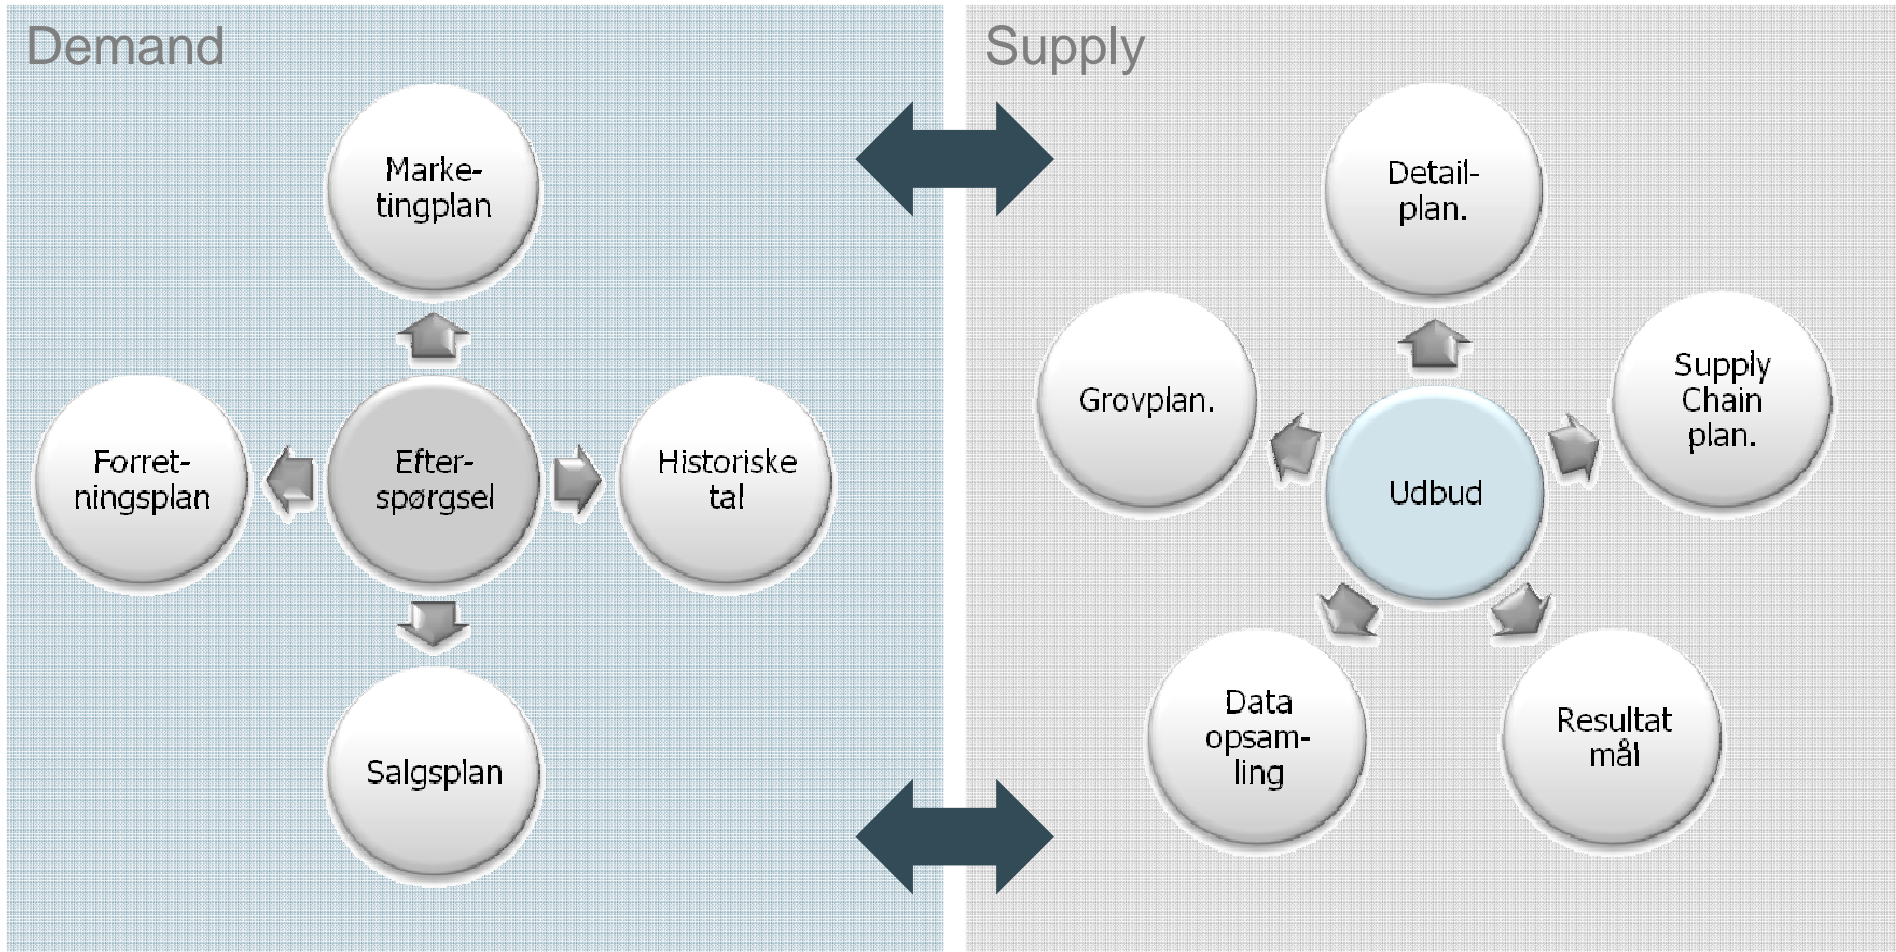 Demand
Marke-
tingplan
Forret-
ningsplan
Efter-
spørgsel
Historiske
tal
Salgsplan
Supply
Detail-
plan.
Grovplan.
Supply
Chain
plan.
Udbud
Data
opsam-
ling
Resultat
mål